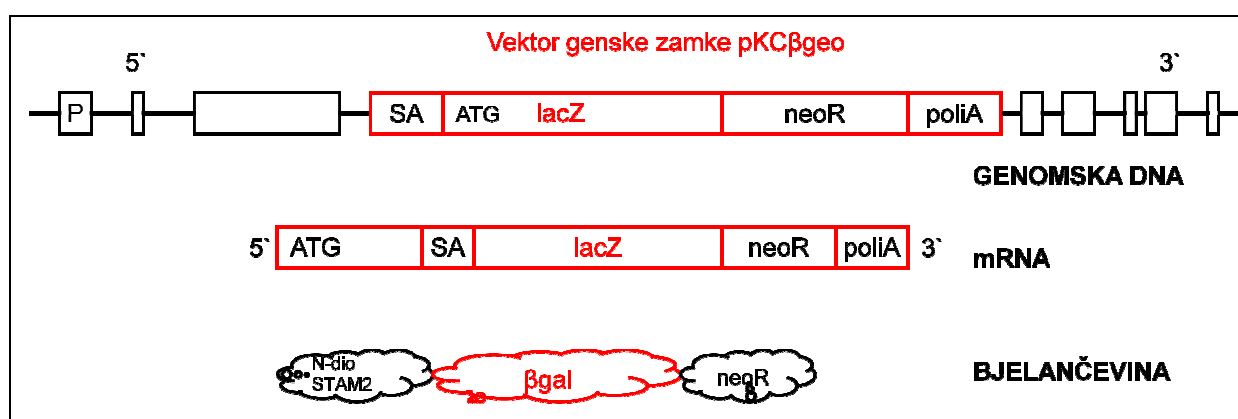 Vektor genske zamke pKCβgeo
5` 3`
P SA ATG lacZ neoR poliA
GENOMSKA DNA
5` ATG SA lacZ neoR poliA 3`
mRNA
N-dio
STAM2 βgal neoR
BJELANČEVINA